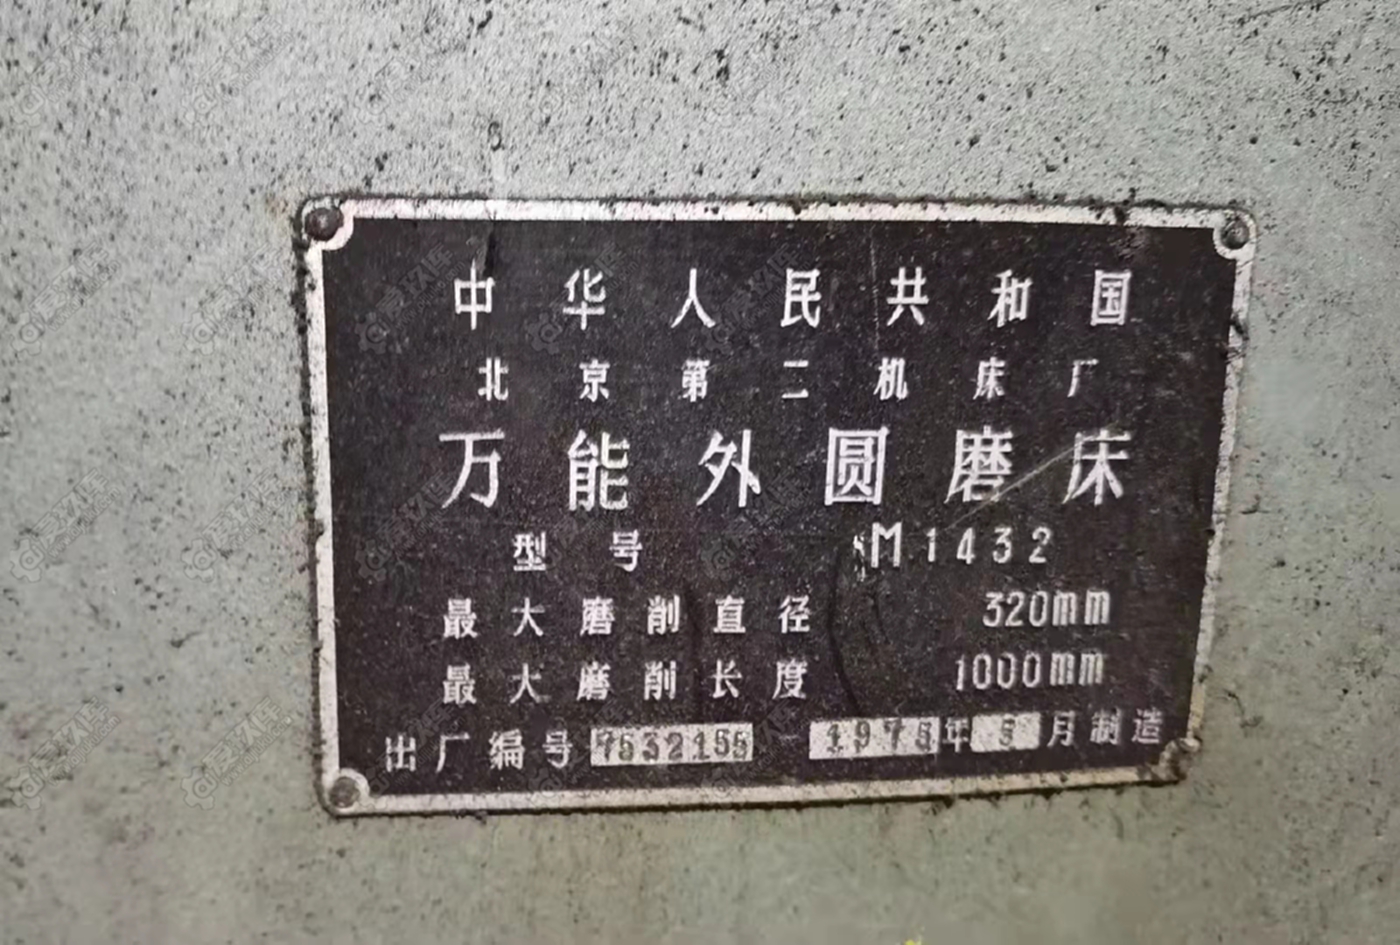 中华人民共和国
北京第二机床厂
万能外圆磨床
型号 M1432
最大磨削直径 320mm
最大磨削长度 1000mm
出厂编号 7532155 1975年 5月制造